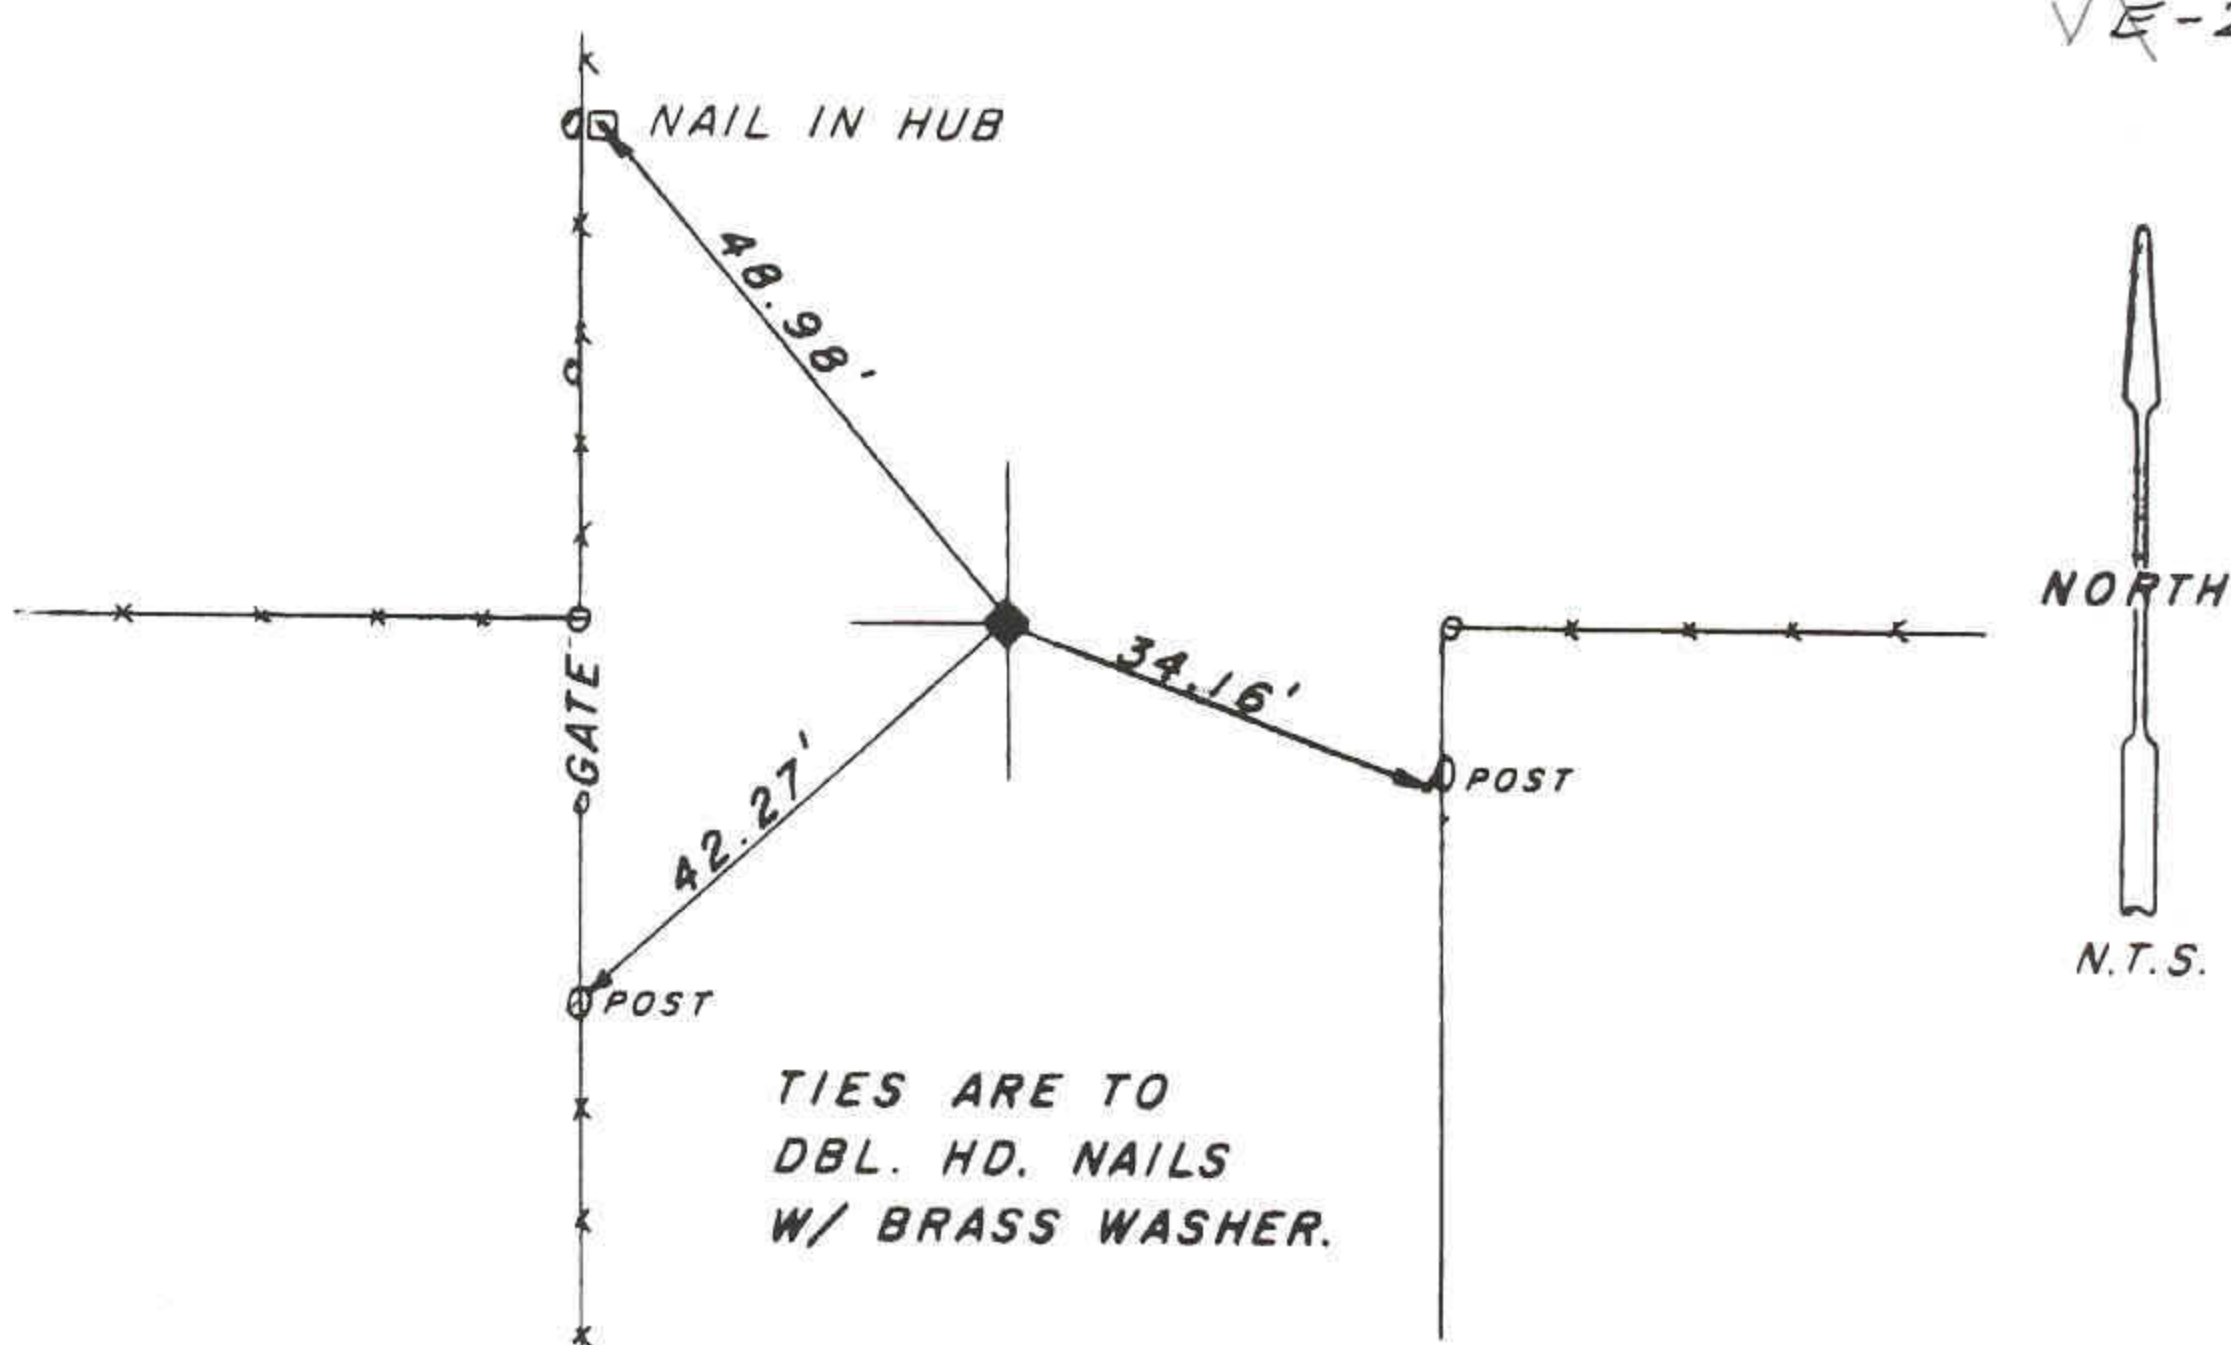 NAIL IN HUB
48.98'
NORTH
GATE
34.16'
POST
42.27'
N.T.S.
POST
TIES ARE TO
DBL. HD. NAILS
W/ BRASS WASHER.